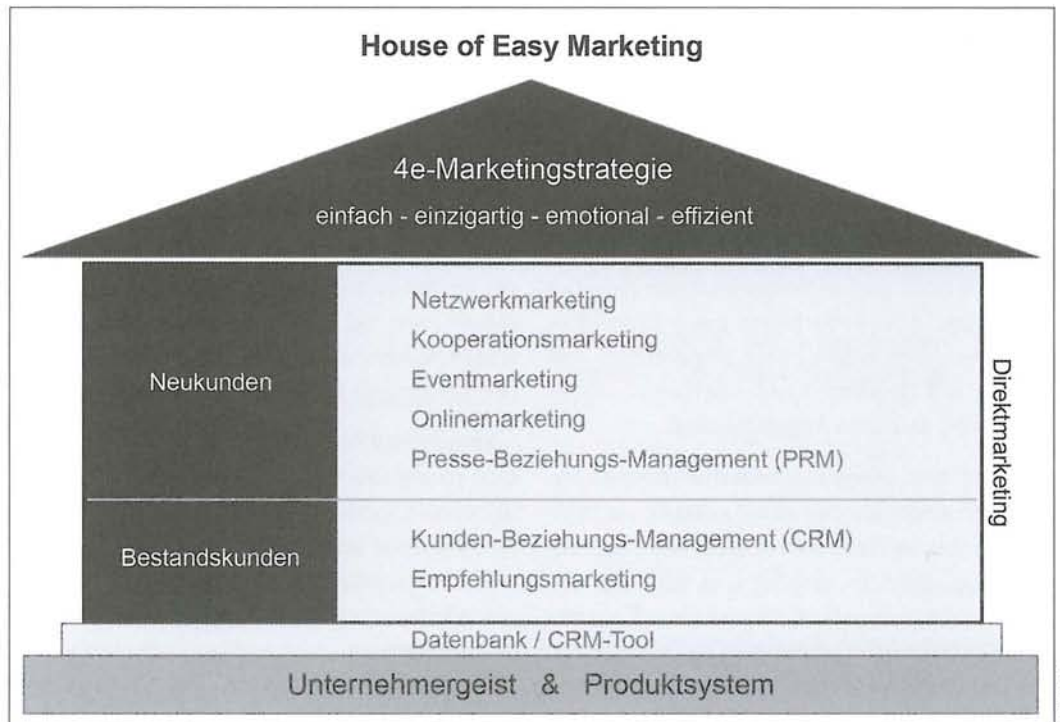 House of Easy Marketing
4e-Marketingstrategie
einfach - einzigartig - emotional - effizient
Neukunden
Netzwerkmarketing
Kooperationsmarketing
Eventmarketing
Onlinemarketing
Presse-Beziehungs-Management (PRM)
Bestandskunden
Kunden-Beziehungs-Management (CRM)
Empfehlungsmarketing
Direktmarketing
Datenbank / CRM-Tool
Unternehmergeist & Produktsystem